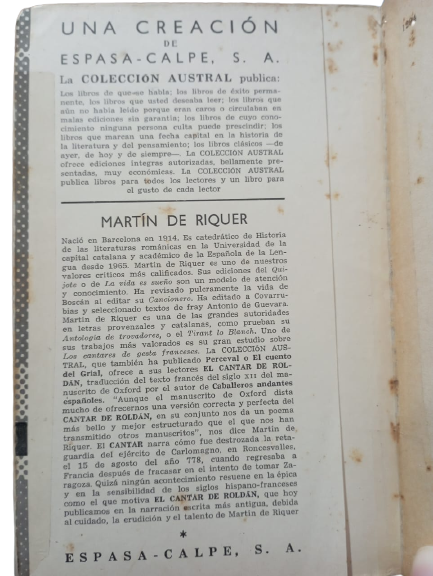 UNA CREACIÓN
DE
ESPASA-CALPE, S. A.
La COLECCION AUSTRAL publica:
Los libros de que se habla; los libros de éxito perma-
nente, los libros que usted deseaba leer; los libros que
aún no había leído porque eran caros o circulaban en
malas ediciones sin garantía; los libros de cuyo cono-
cimiento ninguna persona culta puede prescindir; los
libros que marcan una fecha capital en la historia de
la literatura y del pensamiento; los libros clásicos —de
ayer, de hoy y de siempre—. La COLECCIÓN AUSTRAL
ofrece ediciones íntegras autorizadas, bellamente pre-
sentadas, muy económicas. La COLECCIÓN AUSTRAL
publica libros para todos los lectores y un libro para
el gusto de cada lector
MARTÍN DE RIQUER
Nació en Barcelona en 1914. Es catedrático de Historia
de las literaturas románicas en la Universidad de la
capital catalana y académico de la Española de la Len-
gua desde 1965. Martín de Riquer es uno de nuestros
valores críticos más calificados. Sus ediciones del Qui-
jote o de La vida es sueño son un modelo de atención
y conocimiento. Ha revisado pulcramente la vida de
Boscán al editar su Cancionero. Ha editado a Covarru-
bias y seleccionado textos de fray Antonio de Guevara.
Martín de Riquer es una de las grandes autoridades
en letras provenzales y catalanas, como prueban su
Antología de trovadores, o el Tirant lo Blanch. Uno de
sus trabajos más valorados es su gran estudio sobre
Los cantares de gesta franceses. La COLECCIÓN AUS-
TRAL, que también ha publicado Perceval o El cuento
del Grial, ofrece a sus lectores EL CANTAR DE ROL-
DÁN, traducción del texto francés del siglo XII del ma-
nuscrito de Oxford por el autor de Caballeros andantes
españoles. "Aunque el manuscrito de Oxford dista
mucho de ofrecernos una versión correcta y perfecta del
CANTAR DE ROLDÁN, en su conjunto nos da un poema
más bello y mejor estructurado que el que nos han
transmitido otros manuscritos", nos dice Martín de
Riquer. El CANTAR narra cómo fue destrozada la reta-
guardia del ejército de Carlomagno, en Roncesvalles,
el 15 de agosto del año 778, cuando regresaba a
Francia después de fracasar en el intento de tomar Za-
ragoza. Quizá ningún acontecimiento resuene en la épica
y en la sensibilidad de los siglos hispano-franceses
como el que motiva EL CANTAR DE ROLDÁN, que hoy
publicamos en la narración escrita más antigua, debida
al cuidado, la erudición y el talento de Martín de Riquer
*
ESPASA-CALPE, S. A.